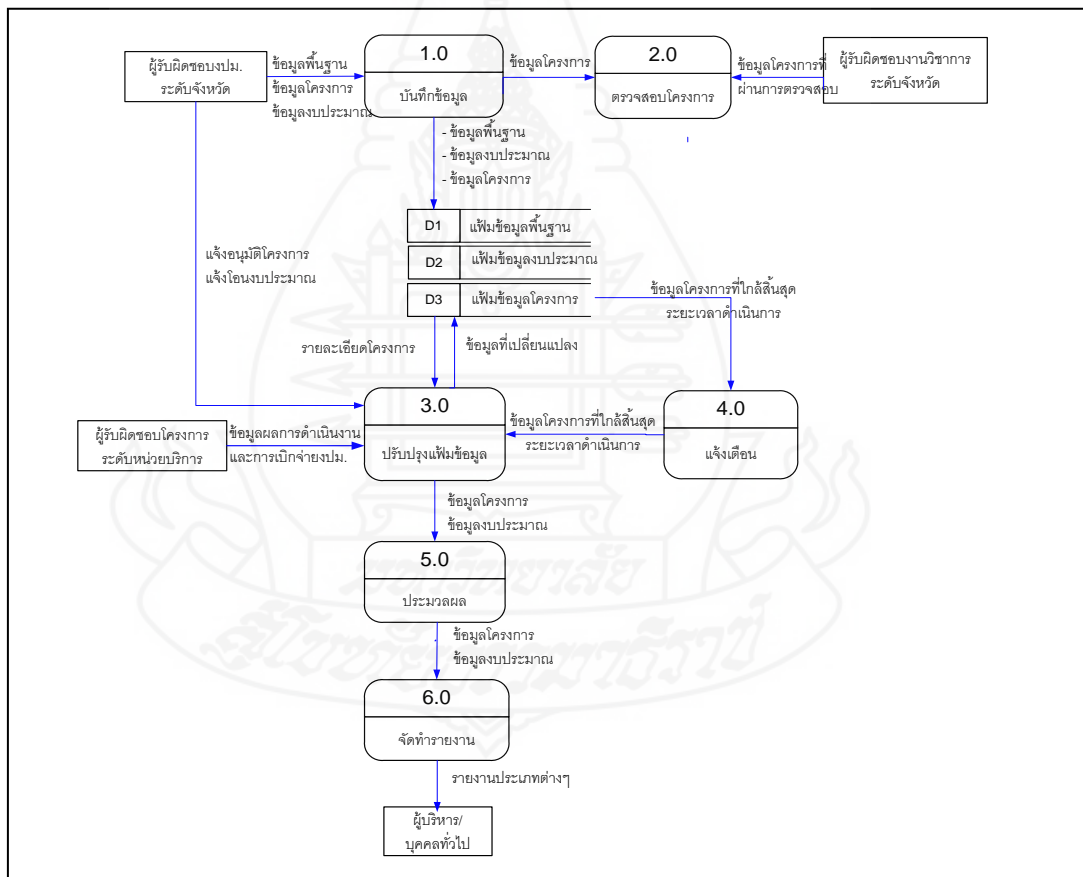 ผู้รับผิดชอบงปม.
ระดับจังหวัด
ข้อมูลพื้นฐาน
ข้อมูลโครงการ
ข้อมูลงบประมาณ
1.0
บันทึกข้อมูล
ข้อมูลโครงการ
2.0
ตรวจสอบโครงการ
ข้อมูลโครงการที่
ผ่านการตรวจสอบ
ผู้รับผิดชอบงานวิชาการ
ระดับจังหวัด
- ข้อมูลพื้นฐาน
- ข้อมูลงบประมาณ
- ข้อมูลโครงการ
D1 แฟ้มข้อมูลพื้นฐาน
D2 แฟ้มข้อมูลงบประมาณ
D3 แฟ้มข้อมูลโครงการ
แจ้งอนุมัติโครงการ
แจ้งโอนงบประมาณ
ข้อมูลโครงการที่ใกล้สิ้นสุด
ระยะเวลาดำเนินการ
รายละเอียดโครงการ
ข้อมูลที่เปลี่ยนแปลง
3.0
ปรับปรุงแฟ้มข้อมูล
ข้อมูลโครงการที่ใกล้สิ้นสุด
ระยะเวลาดำเนินการ
4.0
แจ้งเตือน
ผู้รับผิดชอบโครงการ
ระดับหน่วยบริการ
ข้อมูลผลการดำเนินงาน
และการเบิกจ่ายงปม.
ข้อมูลโครงการ
ข้อมูลงบประมาณ
5.0
ประมวลผล
ข้อมูลโครงการ
ข้อมูลงบประมาณ
6.0
จัดทำรายงาน
รายงานประเภทต่างๆ
ผู้บริหาร/
บุคคลทั่วไป
มหาวิทยาลัย
สุโขทัยธรรมาธิราช